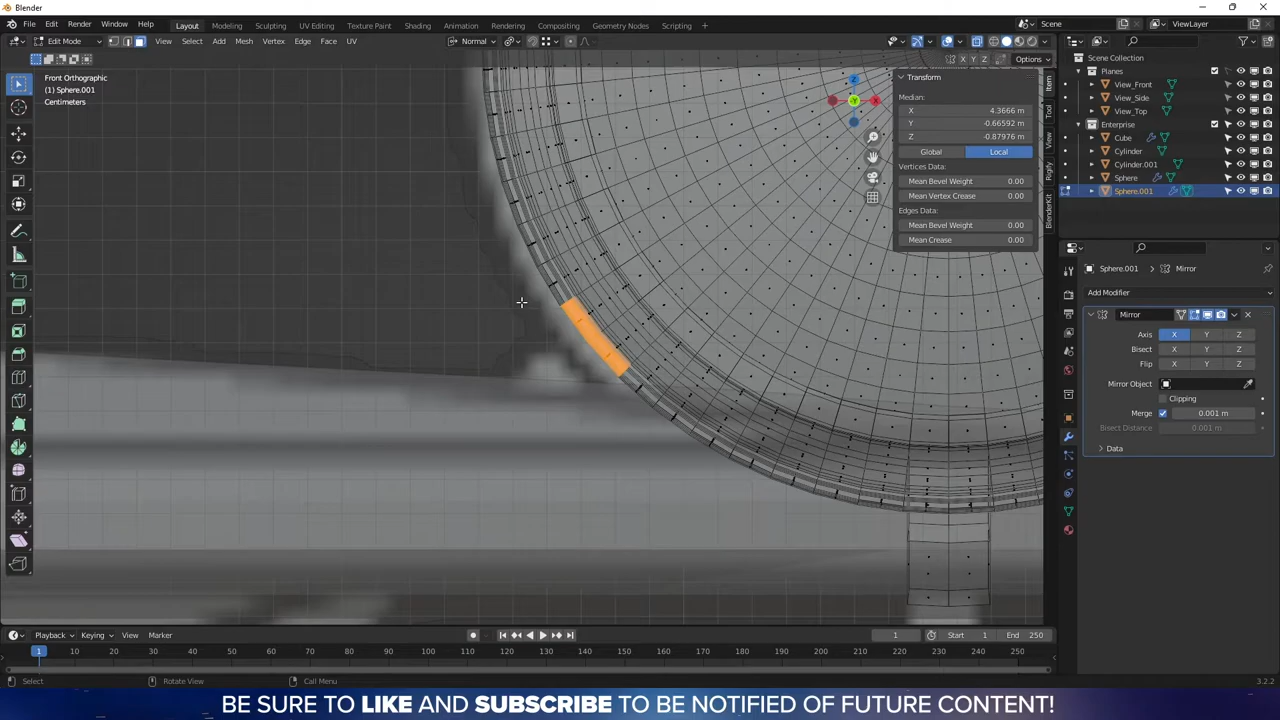 Blender
File Edit Render Window Help Layout Modeling Sculpting UV Editing Texture Paint Shading Animation Rendering Compositing Geometry Nodes Scripting + Scene ViewLayer
Edit Mode View Select Add Mesh Vertex Edge Face UV Normal
X Y Z Options
Front Orthographic
(1) Sphere.001
Centimeters
Transform
Median:
X 4.3666 m
Y -0.66592 m
Z -0.87976 m
Global Local
Vertices Data:
Mean Bevel Weight 0.00
Mean Vertex Crease 0.00
Edges Data:
Mean Bevel Weight 0.00
Mean Crease 0.00
Z
Y
X
Item
Tool
View
Rigify
BlenderKit
Scene Collection
Planes
View_Front
View_Side
View_Top
Enterprise
Cube
Cylinder
Cylinder.001
Sphere
Sphere.001
Sphere.001 > Mirror
Add Modifier
Mirror
Axis X Y Z
Bisect X Y Z
Flip X Y Z
Mirror Object
Clipping
Merge 0.001 m
Bisect Distance 0.001 m
Data
Playback Keying View Marker 1 Start 1 End 250
1 10 20 30 40 50 60 70 80 90 100 110 120 130 140 150 160 170 180 190 200 210 220 230 240 250
Select Rotate View Call Menu 3.2.2
BE SURE TO LIKE AND SUBSCRIBE TO BE NOTIFIED OF FUTURE CONTENT!